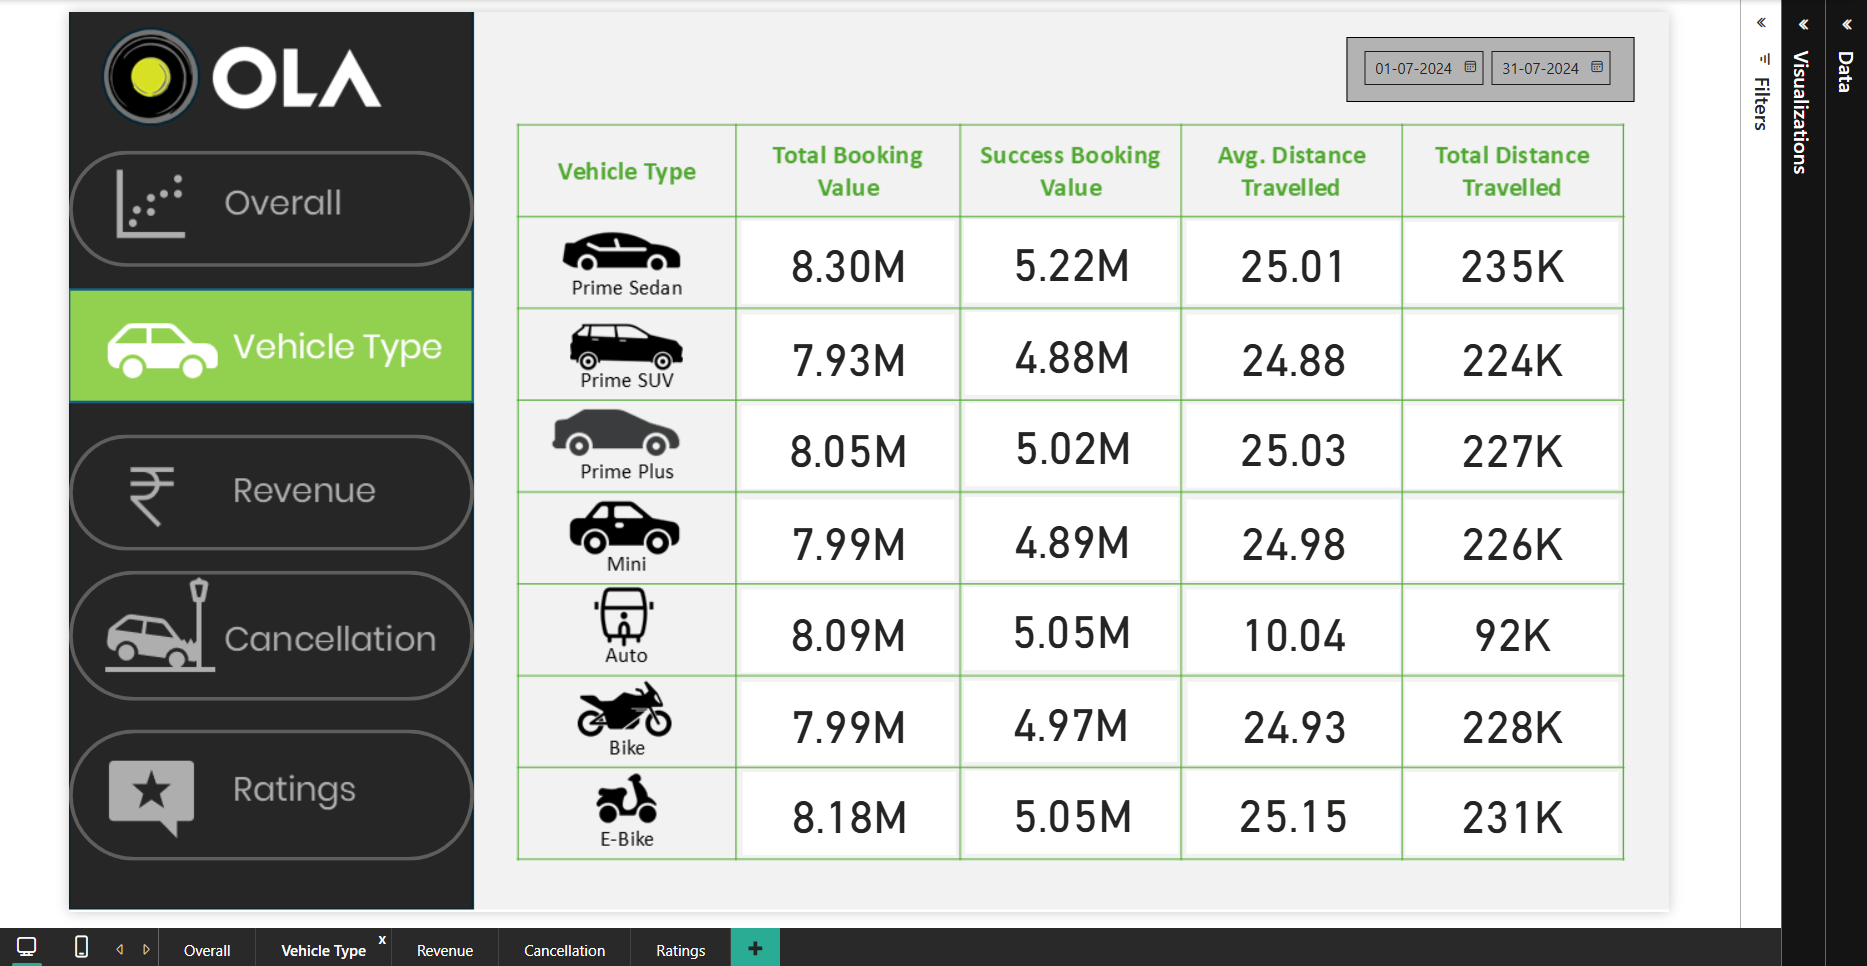 OLA
01-07-2024
31-07-2024
Overall
Vehicle Type
Revenue
Cancellation
Ratings
Vehicle Type
Total Booking
Value
Success Booking
Value
Avg. Distance
Travelled
Total Distance
Travelled
Prime Sedan
8.30M
5.22M
25.01
235K
Prime SUV
7.93M
4.88M
24.88
224K
Prime Plus
8.05M
5.02M
25.03
227K
Mini
7.99M
4.89M
24.98
226K
Auto
8.09M
5.05M
10.04
92K
Bike
7.99M
4.97M
24.93
228K
E-Bike
8.18M
5.05M
25.15
231K
Filters
Visualizations
Data
Overall
Vehicle Type
x
Revenue
Cancellation
Ratings
+